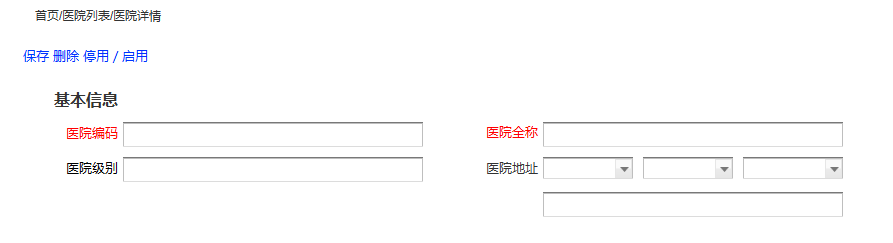 首页/医院列表/医院详情
保存 删除 停用 / 启用
基本信息
医院编码 医院全称
医院级别 医院地址